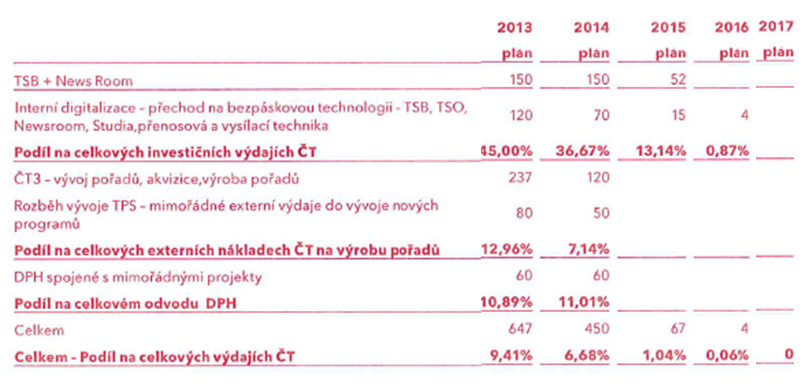 2013 2014 2015 2016 2017
plán plán plán plán plán
TSB + News Room 150 150 52
Interní digitalizace – přechod na bezpáskovou technologii - TSB, TSO,
Newsroom, Studia,přenosová a vysílací technika 120 70 15 4
Podíl na celkových investičních výdajích ČT 45,00% 36,67% 13,14% 0,87%
ČT3 – vývoj pořadů, akvizice,výroba pořadů 237 120
Rozběh vývoje TPS – mimořádné externí výdaje do vývoje nových
programů 80 50
Podíl na celkových externích nákladech ČT na výrobu pořadů 12,96% 7,14%
DPH spojené s mimořádnými projekty 60 60
Podíl na celkovém odvodu DPH 10,89% 11,01%
Celkem 647 450 67 4
Celkem - Podíl na celkových výdajích ČT 9,41% 6,68% 1,04% 0,06% 0